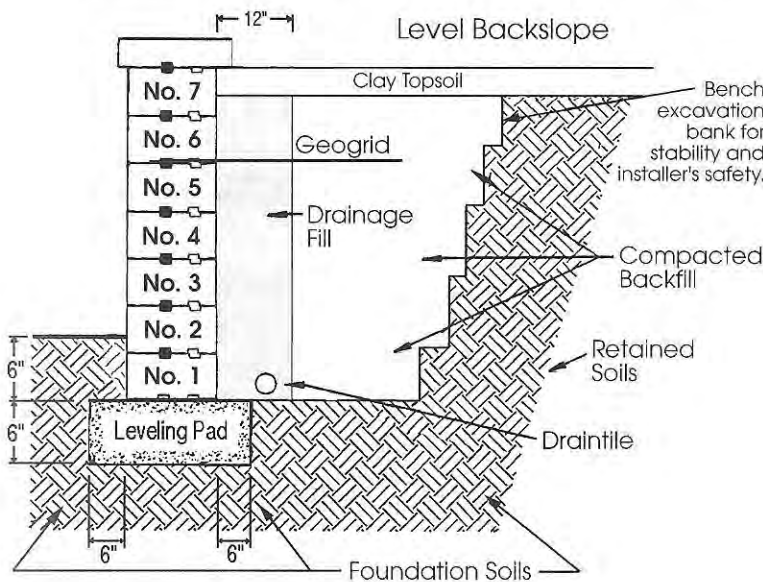 12"
Level Backslope
Clay Topsoil
No. 7
Bench
excavation
bank for
stability and
installer's safety.
No. 6
Geogrid
No. 5
Drainage
Fill
No. 4
Compacted
Backfill
No. 3
No. 2
Retained
Soils
6"
No. 1
6"
Leveling Pad
Draintile
6"
6"
Foundation Soils